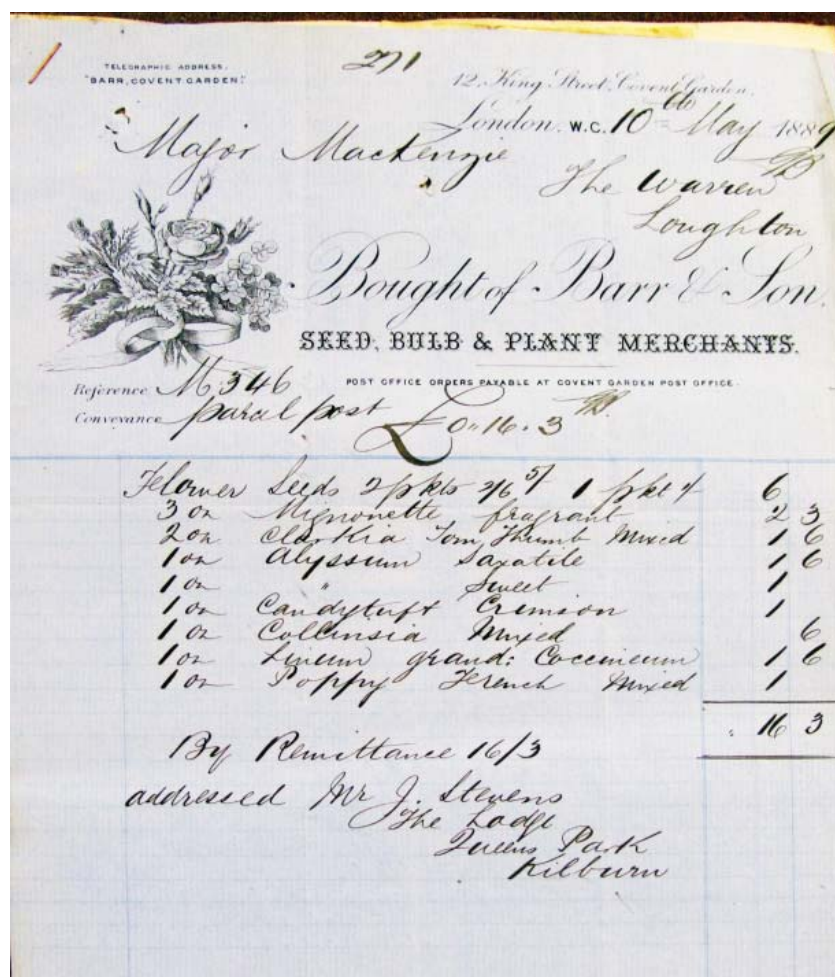 TELEGRAPHIC ADDRESS.
"BARR, COVENT GARDEN."
271
12, King Street, Covent Garden.
London. W.C. 10th May 1889
Major Mackenzie
The Warren
Loughton
Bought of Barr & Son.
SEED, BULB & PLANT MERCHANTS.
Reference M. 346
POST OFFICE ORDERS PAYABLE AT COVENT GARDEN POST OFFICE.
Conveyance parcel post
£0.. 16. 3
Flower Seeds 2 pkts 2/6 5/ 1 pkt 1/ 6
3 oz Mignonette fragrant 2 3
2 oz Clarkia Tom Thumb Mixed 1 6
1 oz Alyssum Saxatile 1 6
1 oz " Sweet 1
1 oz Candytuft Crimson 1
1 oz Collinsia Mixed 6
1 oz Lineum grand: Coccineum 1 6
1 oz Poppy French Mixed 1
16 3
By Remittance 16/3
addressed Mr J. Stevens
The Lodge
Queens Park
Kilburn